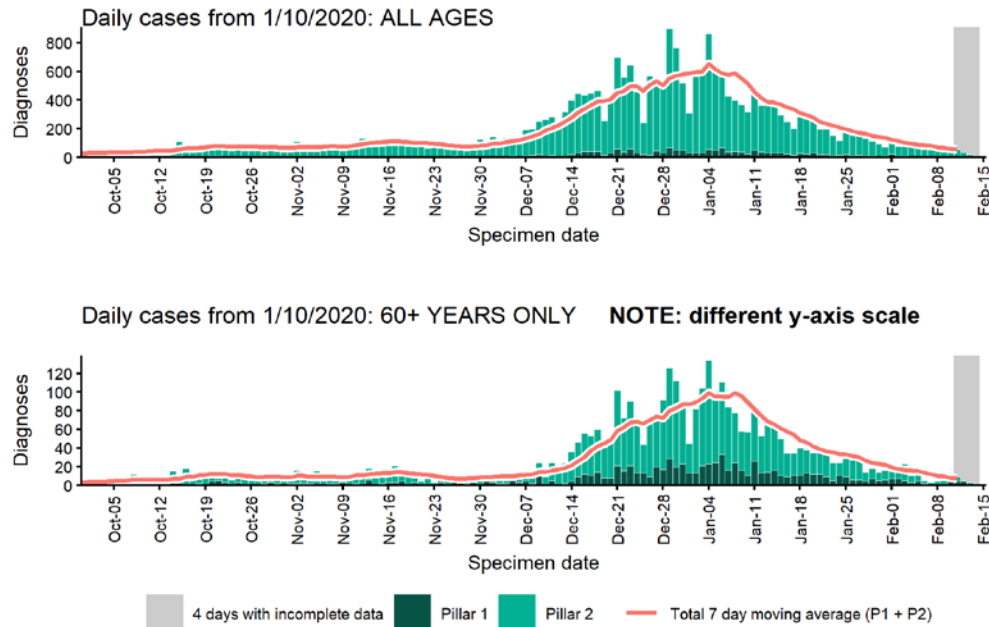 Daily cases from 1/10/2020: ALL AGES
Diagnoses
800
600
400
200
0
Oct-05
Oct-12
Oct-19
Oct-26
Nov-02
Nov-09
Nov-16
Nov-23
Nov-30
Dec-07
Dec-14
Dec-21
Dec-28
Jan-04
Jan-11
Jan-18
Jan-25
Feb-01
Feb-08
Feb-15
Specimen date
Daily cases from 1/10/2020: 60+ YEARS ONLY NOTE: different y-axis scale
Diagnoses
120
100
80
60
40
20
0
Oct-05
Oct-12
Oct-19
Oct-26
Nov-02
Nov-09
Nov-16
Nov-23
Nov-30
Dec-07
Dec-14
Dec-21
Dec-28
Jan-04
Jan-11
Jan-18
Jan-25
Feb-01
Feb-08
Feb-15
Specimen date
4 days with incomplete data Pillar 1 Pillar 2 Total 7 day moving average (P1 + P2)